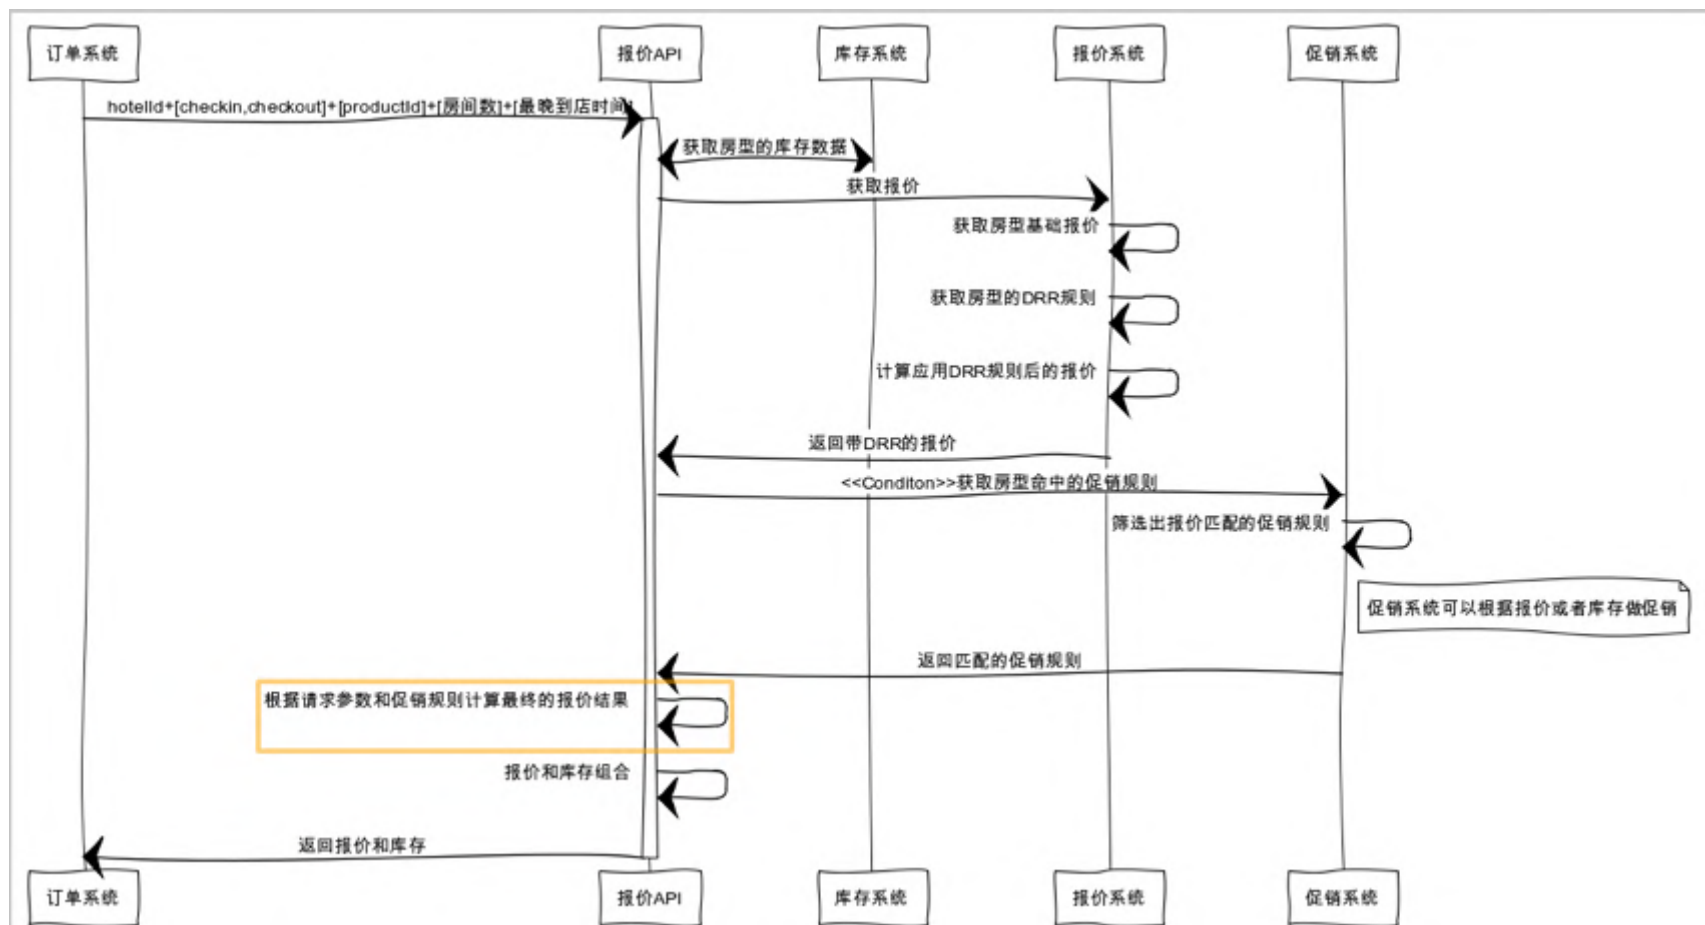 订单系统
报价API
库存系统
报价系统
促销系统
hotelId+[checkin,checkout]+[productId]+[房间数]+[最晚到店时间]
获取房型的库存数据
获取报价
获取房型基础报价
获取房型的DRR规则
计算应用DRR规则后的报价
返回带DRR的报价
<<Conditon>>获取房型命中的促销规则
筛选出报价匹配的促销规则
促销系统可以根据报价或者库存做促销
返回匹配的促销规则
根据请求参数和促销规则计算最终的报价结果
报价和库存组合
返回报价和库存
订单系统
报价API
库存系统
报价系统
促销系统